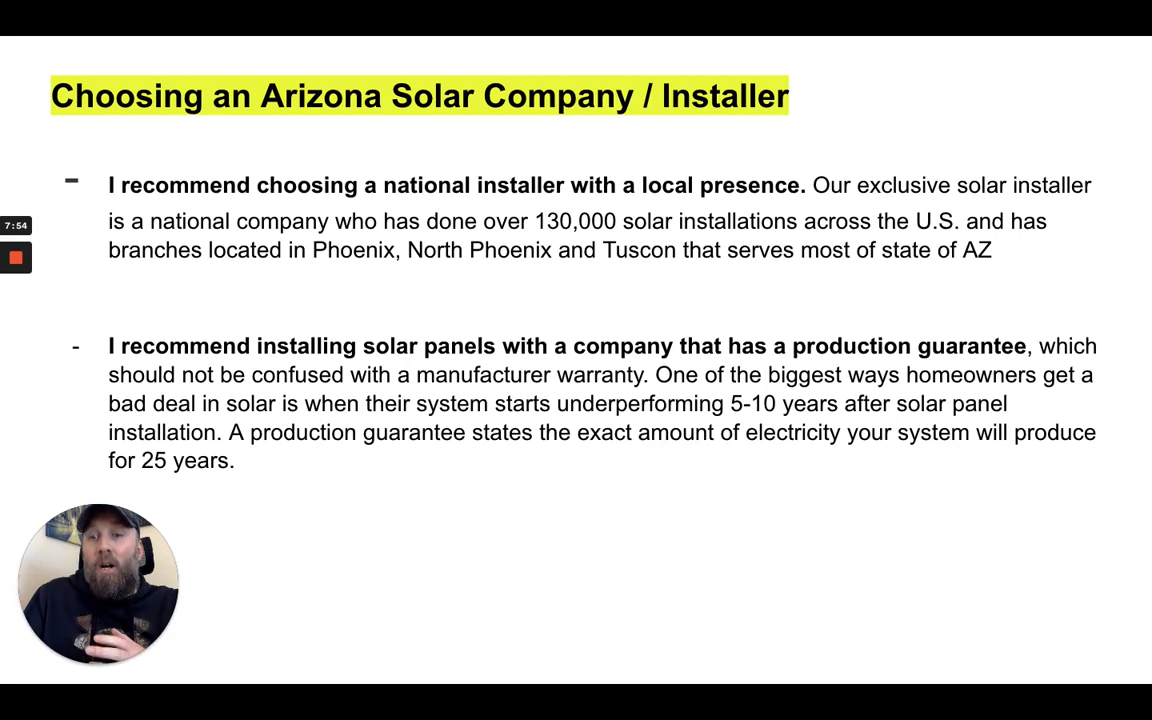 Choosing an Arizona Solar Company / Installer
- I recommend choosing a national installer with a local presence. Our exclusive solar installer
is a national company who has done over 130,000 solar installations across the U.S. and has
branches located in Phoenix, North Phoenix and Tuscon that serves most of state of AZ
7:54
- I recommend installing solar panels with a company that has a production guarantee, which
should not be confused with a manufacturer warranty. One of the biggest ways homeowners get a
bad deal in solar is when their system starts underperforming 5-10 years after solar panel
installation. A production guarantee states the exact amount of electricity your system will produce
for 25 years.